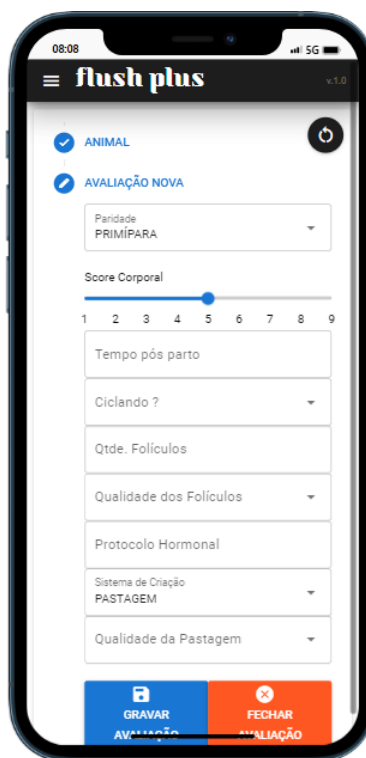 08:08
5G
flush plus
v.1.0
ANIMAL
AVALIAÇÃO NOVA
Paridade
PRIMÍPARA
Score Corporal
1 2 3 4 5 6 7 8 9
Tempo pós parto
Ciclando ?
Qtde. Folículos
Qualidade dos Folículos
Protocolo Hormonal
Sistema de Criação
PASTAGEM
Qualidade da Pastagem
GRAVAR
AVALIAÇÃO
FECHAR
AVALIAÇÃO